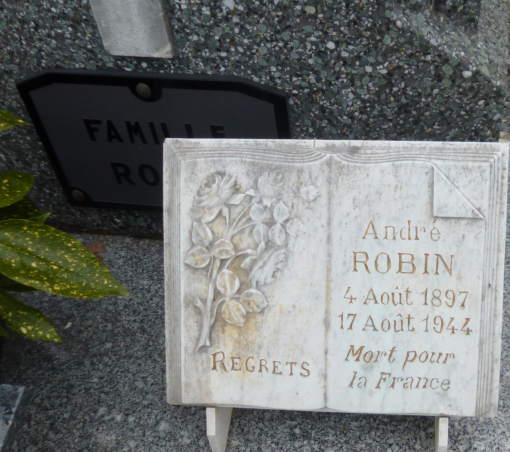 FAMILLE
REGRETS
André
ROBIN
4 Août 1897
17 Août 1944
Mort pour
la France